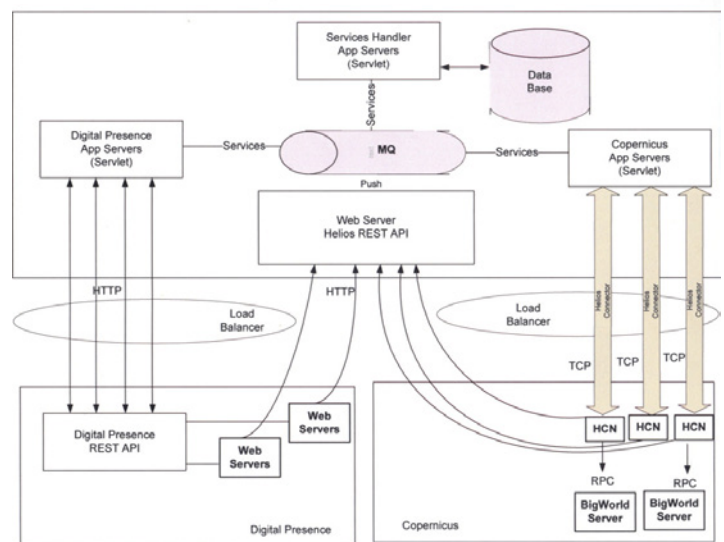 Services Handler
App Servers
(Servlet)
Data
Base
Services
Digital Presence
App Servers
(Servlet)
Services
MQ
Services
Copernicus
App Servers
(Servlet)
Push
Web Server
Helios REST API
HTTP
HTTP
Load
Balancer
Load
Balancer
Helios
Connector
Helios
Connector
Helios
Connector
TCP
TCP
TCP
Digital Presence
REST API
Web
Servers
Web
Servers
HCN
HCN
HCN
RPC
RPC
BigWorld
Server
BigWorld
Server
Digital Presence
Copernicus